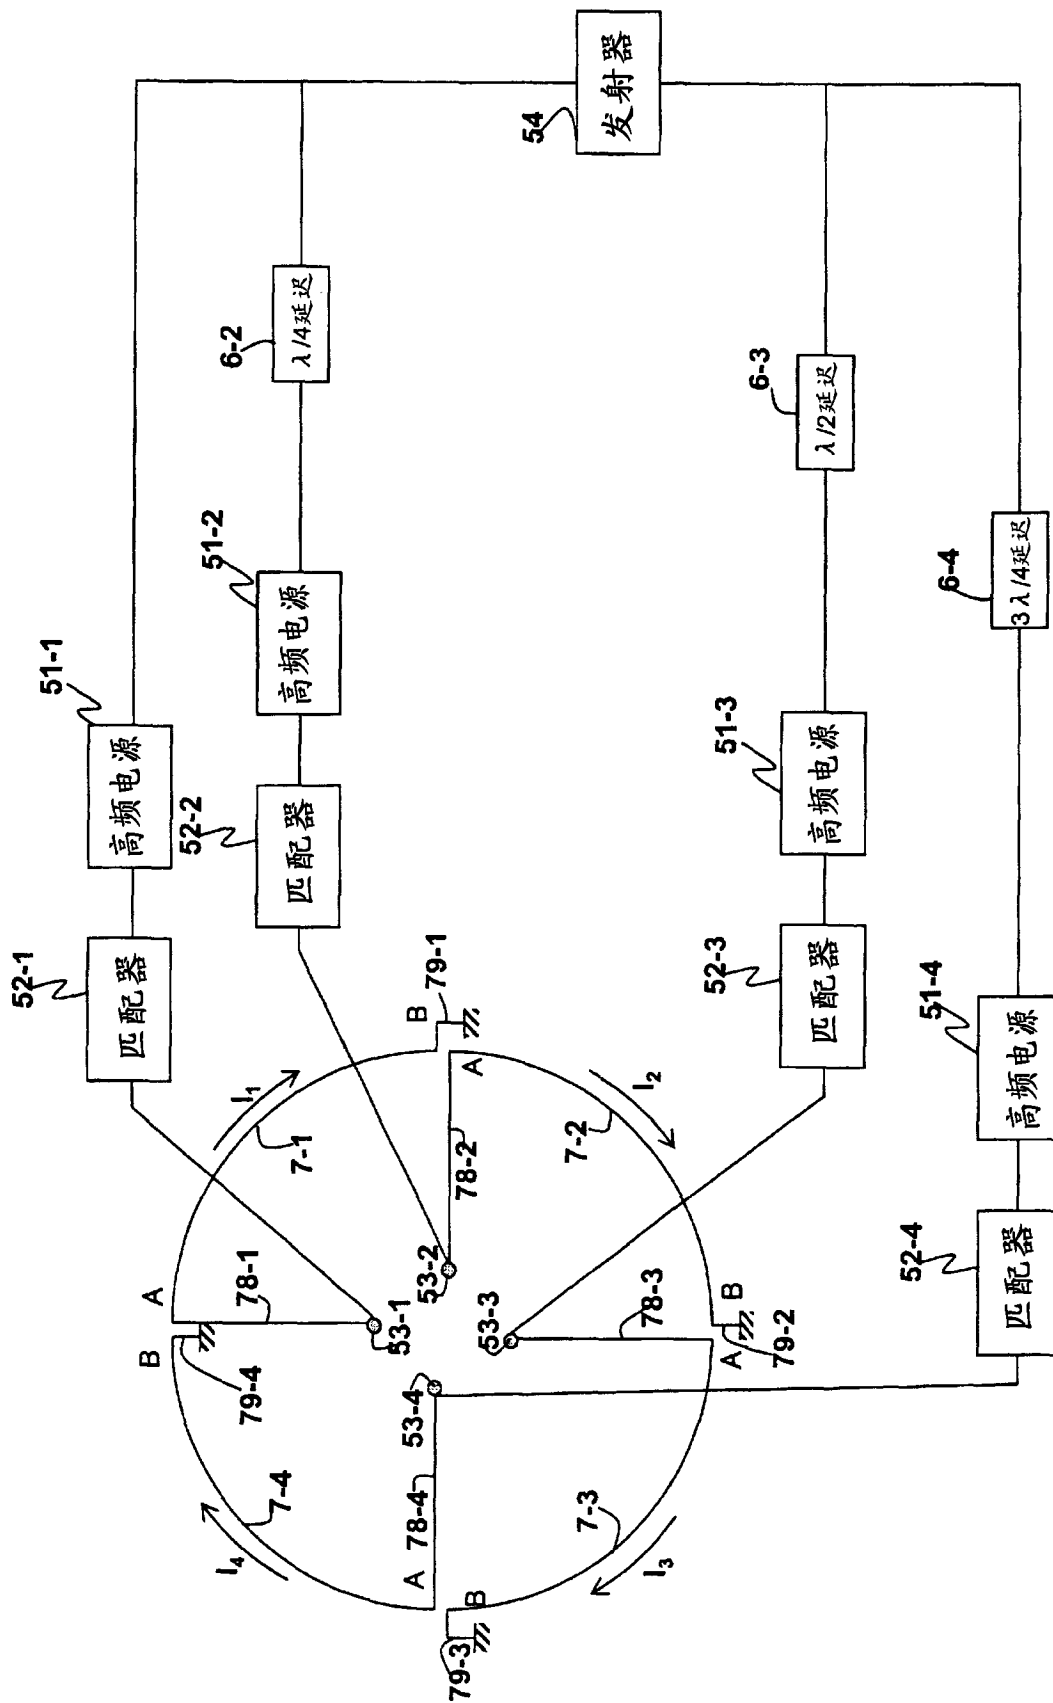 52-1
51-1
匹配器
高频电源
52-2
51-2
匹配器
高频电源
6-2
λ/4延迟
54
发射器
I₄
7-4
B
A
I₁
7-1
79-4
78-1
53-1
A
78-4
53-4
53-2
B
79-1
79-3
B
78-2
A
53-3
7-3
I₃
78-3
7-2
I₂
A
B
79-2
52-3
51-3
匹配器
高频电源
6-3
λ/2延迟
52-4
51-4
匹配器
高频电源
6-4
3λ/4延迟